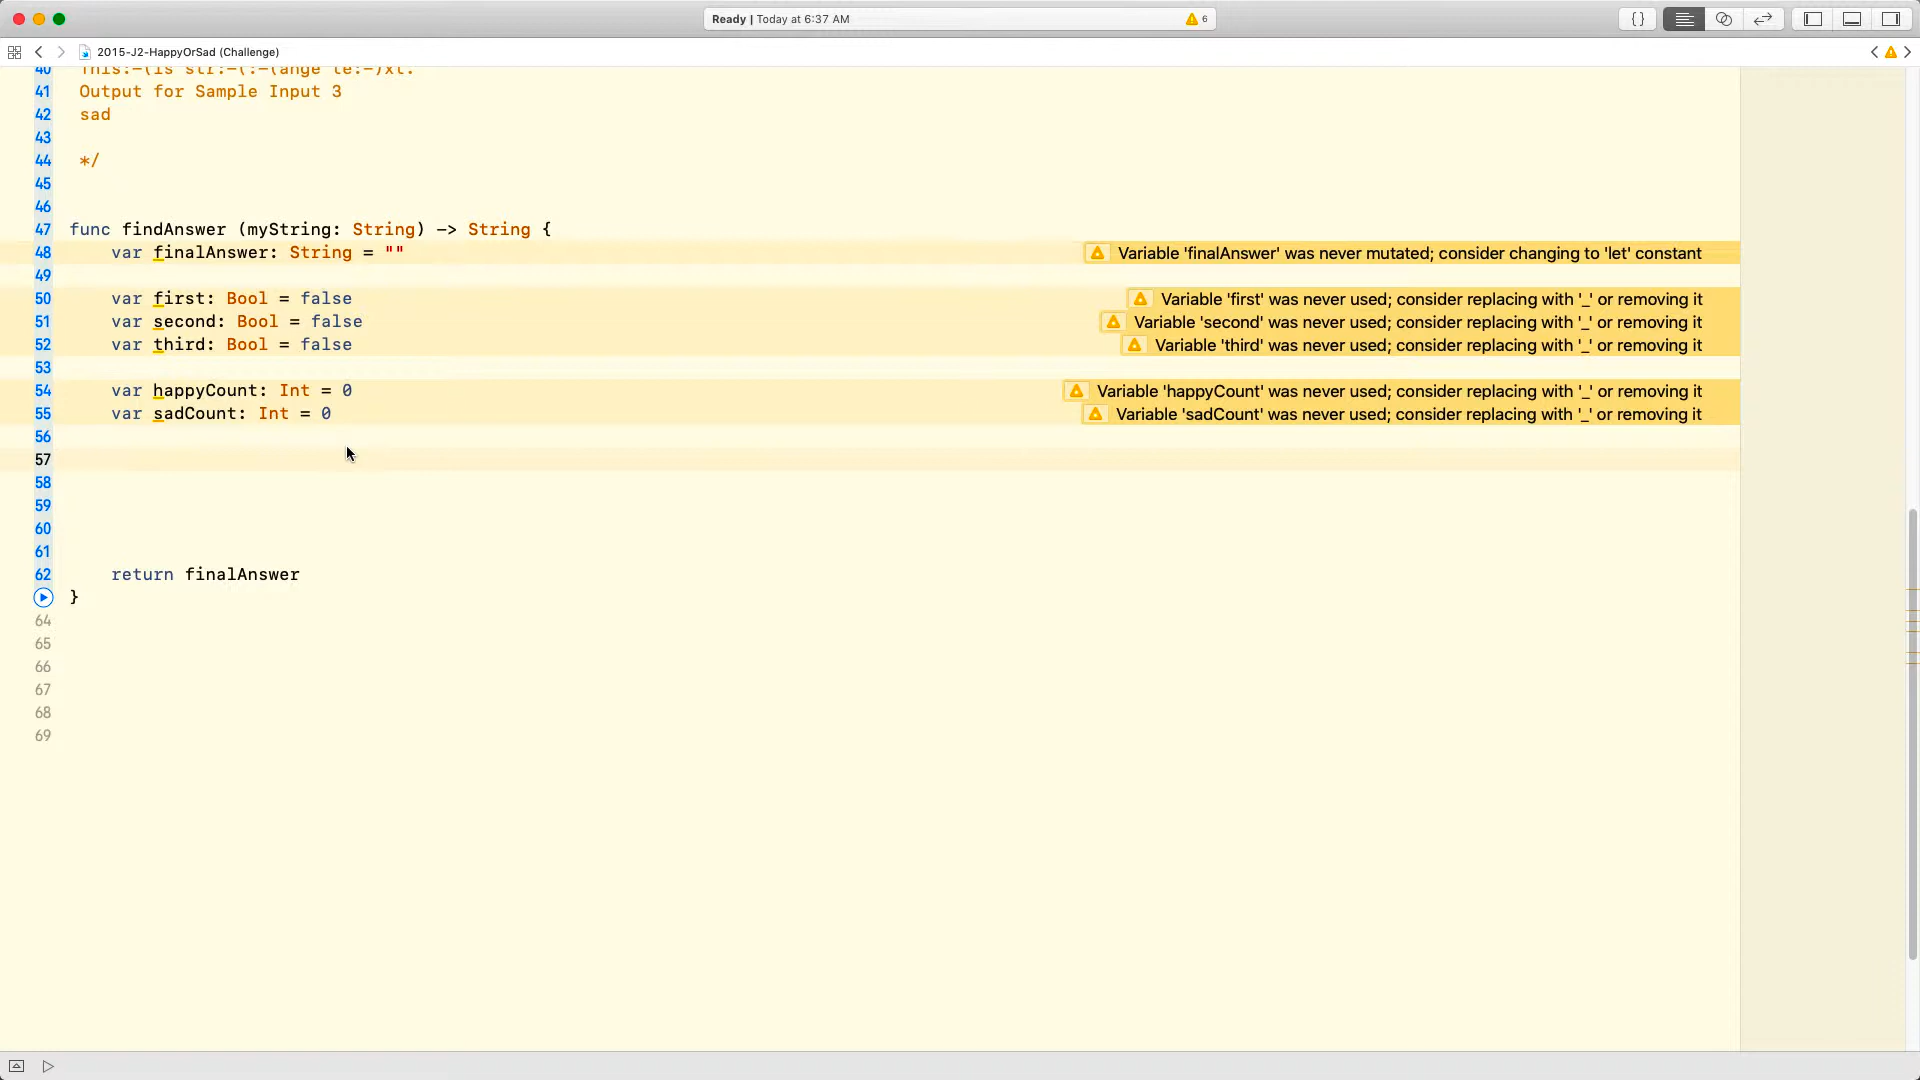 Ready | Today at 6:37 AM
6
{}
2015-J2-HappyOrSad (Challenge)
40 This:-(is str:-(:-(ange te:-)xt.
41 Output for Sample Input 3
42 sad
43
44 */
45
46
47 func findAnswer (myString: String) -> String {
48 var finalAnswer: String = "" Variable 'finalAnswer' was never mutated; consider changing to 'let' constant
49
50 var first: Bool = false Variable 'first' was never used; consider replacing with '_' or removing it
51 var second: Bool = false Variable 'second' was never used; consider replacing with '_' or removing it
52 var third: Bool = false Variable 'third' was never used; consider replacing with '_' or removing it
53
54 var happyCount: Int = 0 Variable 'happyCount' was never used; consider replacing with '_' or removing it
55 var sadCount: Int = 0 Variable 'sadCount' was never used; consider replacing with '_' or removing it
56
57
58
59
60
61
62 return finalAnswer
}
64
65
66
67
68
69